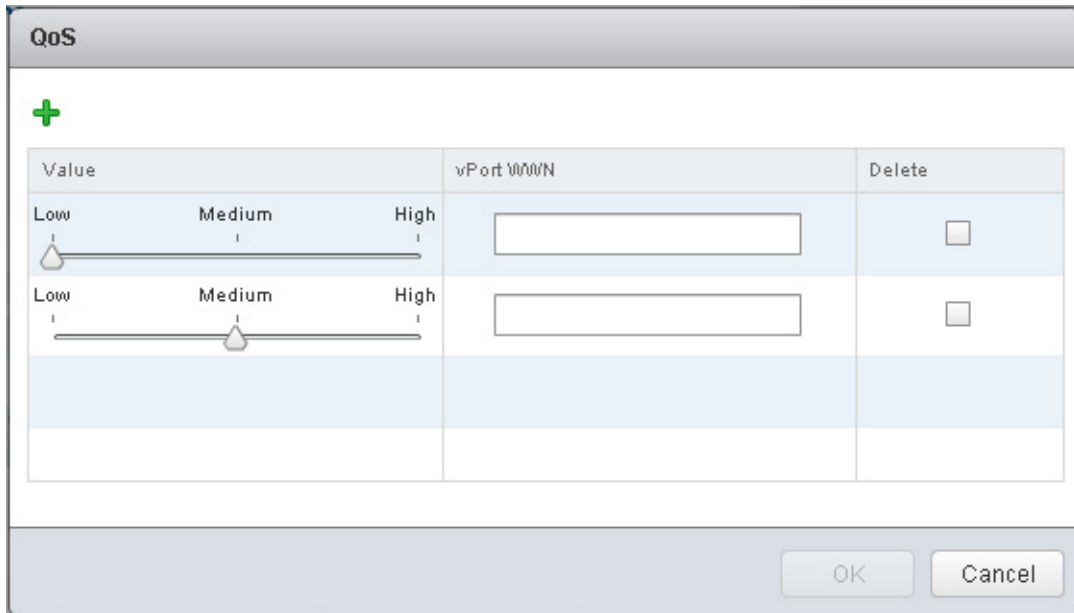 QoS
Value vPort WWN Delete
Low Medium High
Low Medium High
OK Cancel